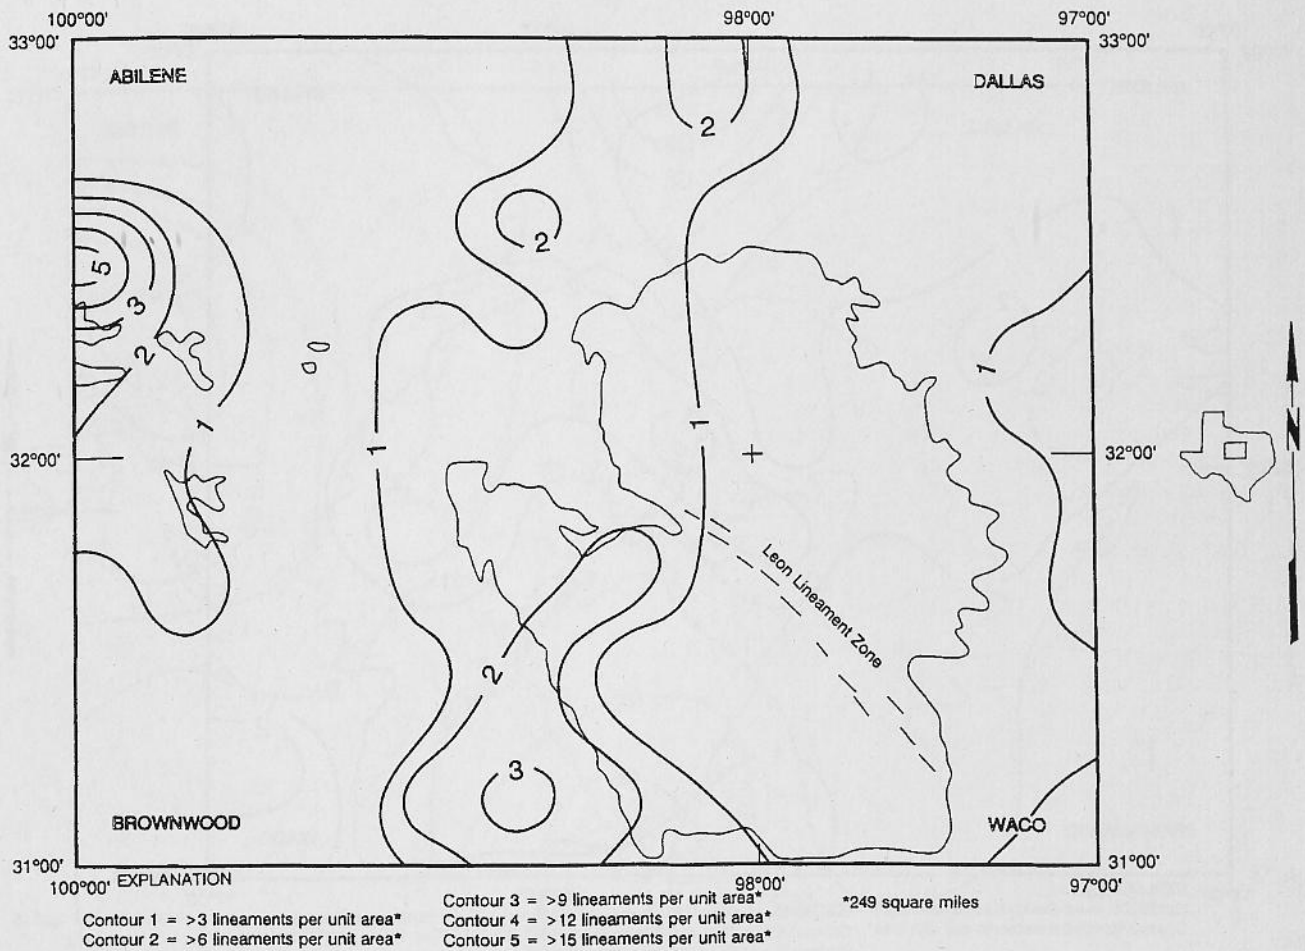 100°00' 98°00' 97°00'
33°00' 33°00'
ABILENE DALLAS
2
2
5
3
2
1
1
1
1
32°00' 32°00'
N
Leon Lineament Zone
2
3
BROWNWOOD WACO
31°00' 31°00'
100°00' 98°00' 97°00'
EXPLANATION
Contour 1 = >3 lineaments per unit area*
Contour 2 = >6 lineaments per unit area*
Contour 3 = >9 lineaments per unit area*
Contour 4 = >12 lineaments per unit area*
Contour 5 = >15 lineaments per unit area*
*249 square miles